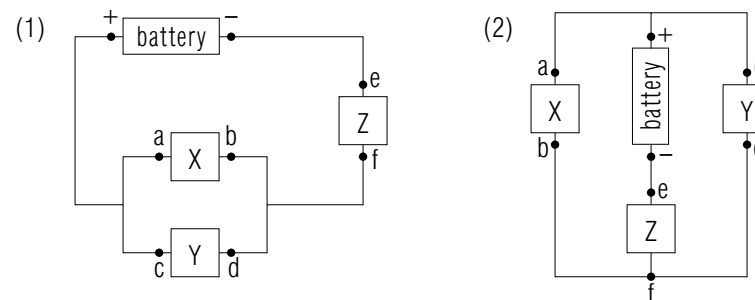 (1)
+ battery −
e
Z
f
a X b
c Y d
(2)
+
a
X
b
battery
−
Y
e
Z
f